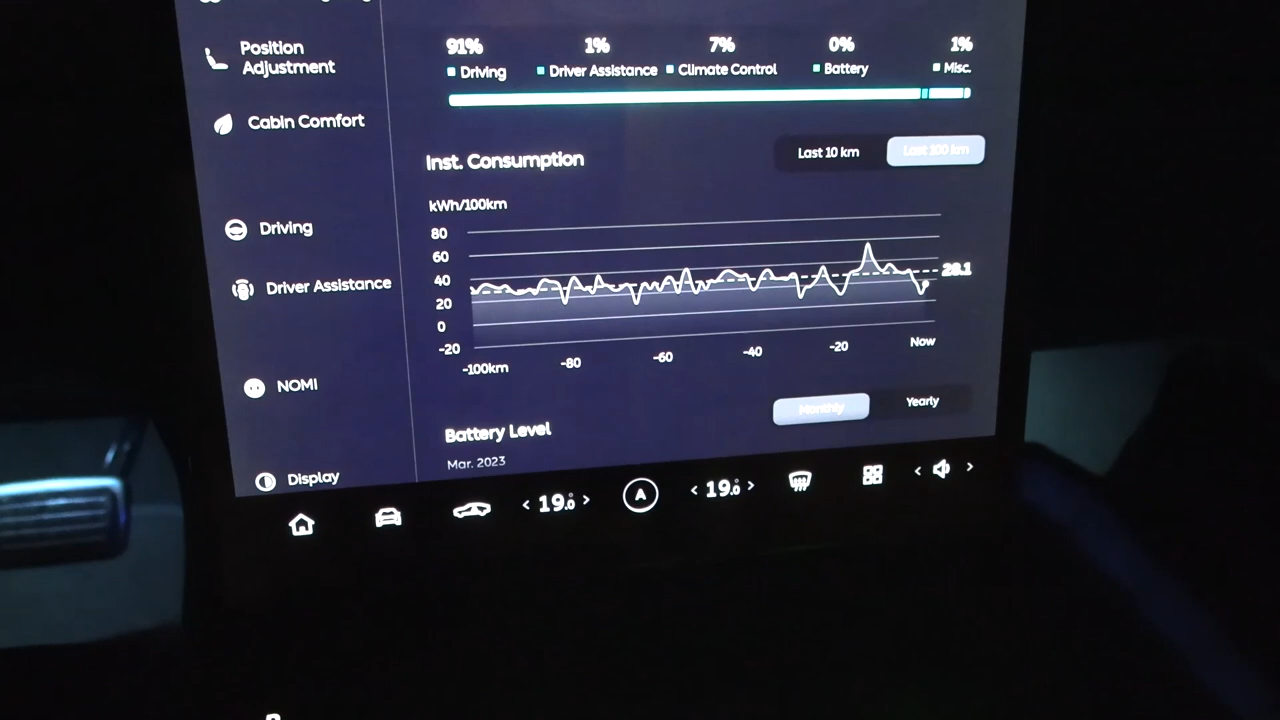 Position
Adjustment
Cabin Comfort
Driving
Driver Assistance
NOMI
Display
91% 1% 7% 0% 1%
Driving Driver Assistance Climate Control Battery Misc.
Inst. Consumption
Last 10 km Last 100 km
kWh/100km
80
60
40
20
0
-20
28.1
-100km -80 -60 -40 -20 Now
Monthly Yearly
Battery Level
Mar. 2023
< 19.0° > A < 19.0° > < >